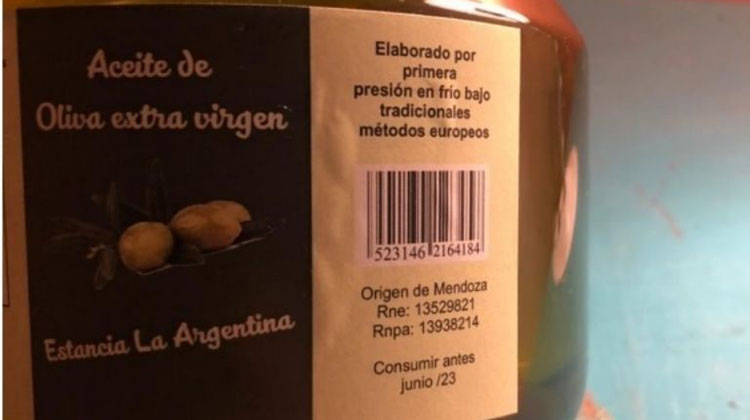 Aceite de
Oliva extra virgen
Estancia La Argentina
Elaborado por
primera
presión en frío bajo
tradicionales
métodos europeos
523146 2164184
Origen de Mendoza
Rne: 13529821
Rnpa: 13938214
Consumir antes
junio /23